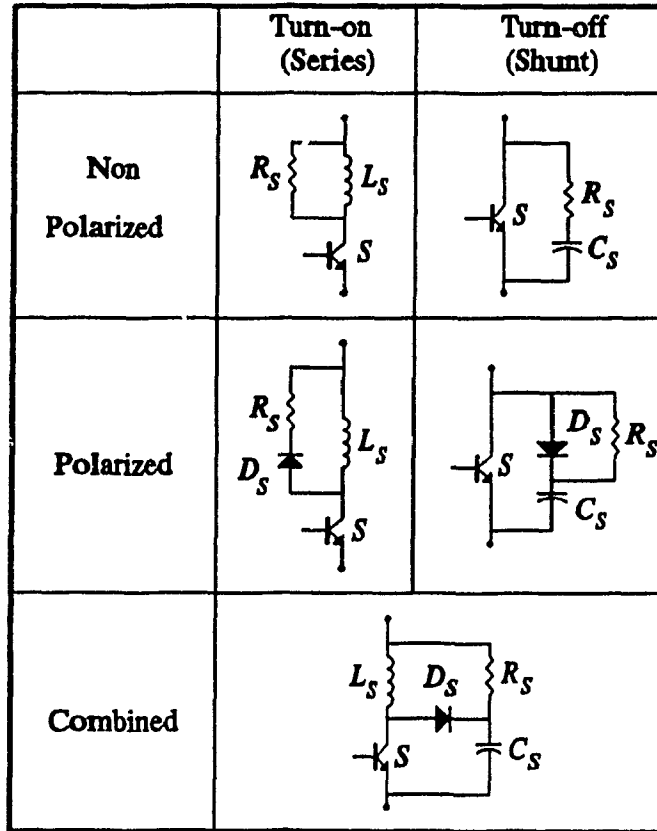 Turn-on
(Series)
Turn-off
(Shunt)
Non
Polarized
R_S
L_S
S
S
R_S
C_S
Polarized
R_S
D_S
L_S
S
S
D_S
R_S
C_S
Combined
L_S
D_S
R_S
S
C_S